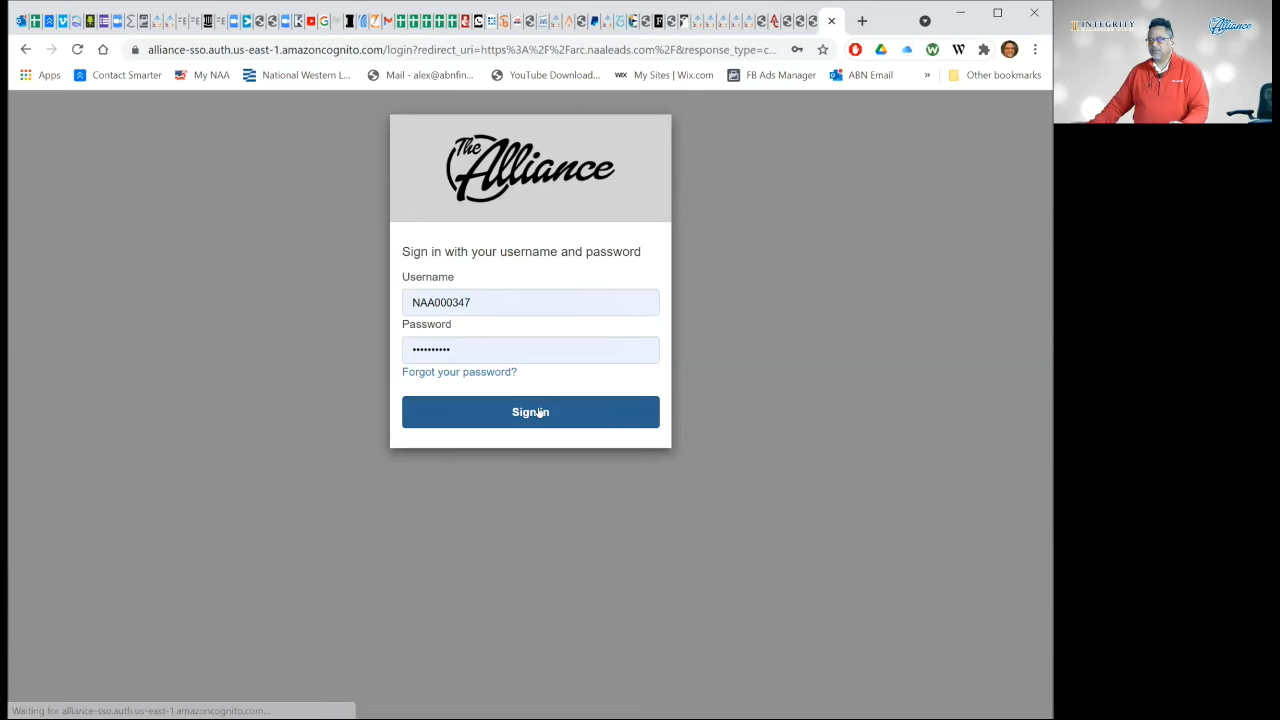 alliance-sso.auth.us-east-1.amazoncognito.com/login?redirect_uri=https%3A%2F%2Farc.naaleads.com%2F&response_type=c...
Apps
Contact Smarter
My NAA
National Western L...
Mail - alex@abnfin...
YouTube Download...
WIX My Sites | Wix.com
FB Ads Manager
ABN Email
»
Other bookmarks
INTEGRITY
Alliance
The
Alliance
Sign in with your username and password
Username
NAA000347
Password
••••••••••
Forgot your password?
Sign in
Waiting for alliance-sso.auth.us-east-1.amazoncognito.com...